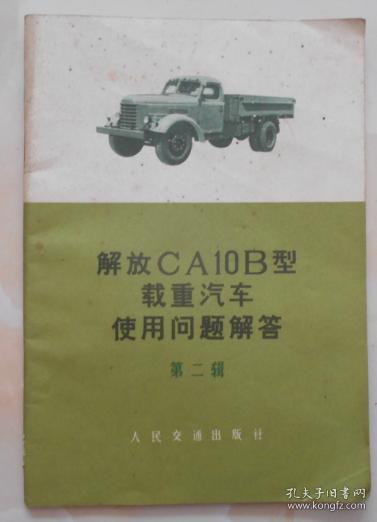 解放CA10B型
载重汽车
使用问题解答
第二辑
人民交通出版社
孔夫子旧书网
www.kongfz.com